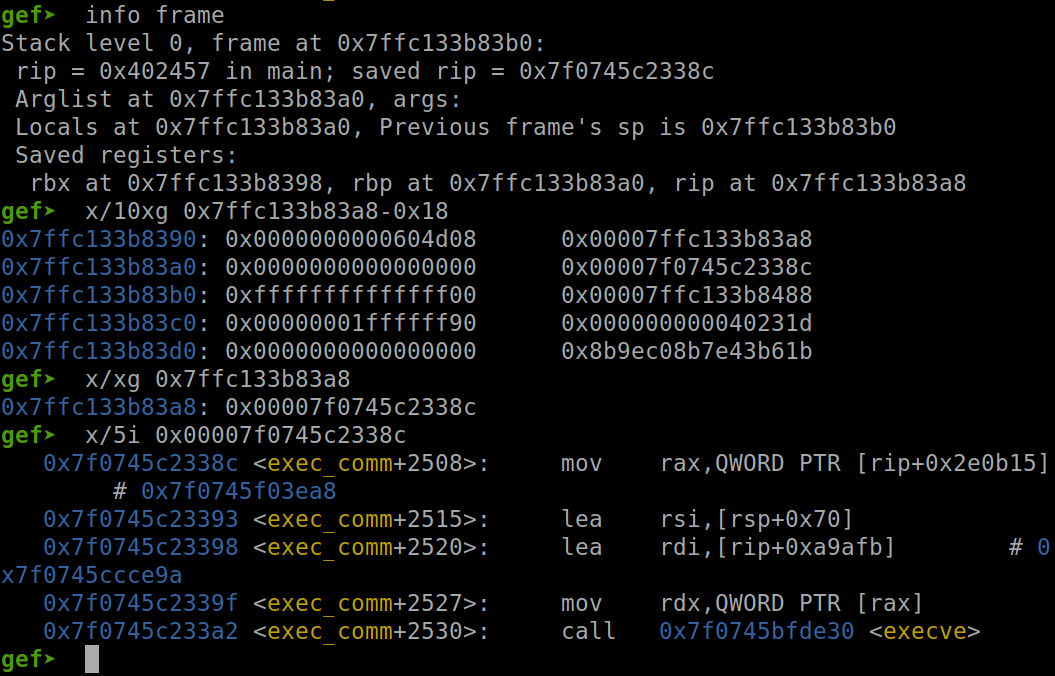 gef➤  info frame
Stack level 0, frame at 0x7ffc133b83b0:
 rip = 0x402457 in main; saved rip = 0x7f0745c2338c
 Arglist at 0x7ffc133b83a0, args:
 Locals at 0x7ffc133b83a0, Previous frame's sp is 0x7ffc133b83b0
 Saved registers:
  rbx at 0x7ffc133b8398, rbp at 0x7ffc133b83a0, rip at 0x7ffc133b83a8
gef➤  x/10xg 0x7ffc133b83a8-0x18
0x7ffc133b8390: 0x0000000000604d08      0x00007ffc133b83a8
0x7ffc133b83a0: 0x0000000000000000      0x00007f0745c2338c
0x7ffc133b83b0: 0xffffffffffffff00      0x00007ffc133b8488
0x7ffc133b83c0: 0x00000001ffffff90      0x000000000040231d
0x7ffc133b83d0: 0x0000000000000000      0x8b9ec08b7e43b61b
gef➤  x/xg 0x7ffc133b83a8
0x7ffc133b83a8: 0x00007f0745c2338c
gef➤  x/5i 0x00007f0745c2338c
   0x7f0745c2338c <exec_comm+2508>:     mov    rax,QWORD PTR [rip+0x2e0b15]
        # 0x7f0745f03ea8
   0x7f0745c23393 <exec_comm+2515>:     lea    rsi,[rsp+0x70]
   0x7f0745c23398 <exec_comm+2520>:     lea    rdi,[rip+0xa9afb]        # 0
x7f0745ccce9a
   0x7f0745c2339f <exec_comm+2527>:     mov    rdx,QWORD PTR [rax]
   0x7f0745c233a2 <exec_comm+2530>:     call   0x7f0745bfde30 <execve>
gef➤